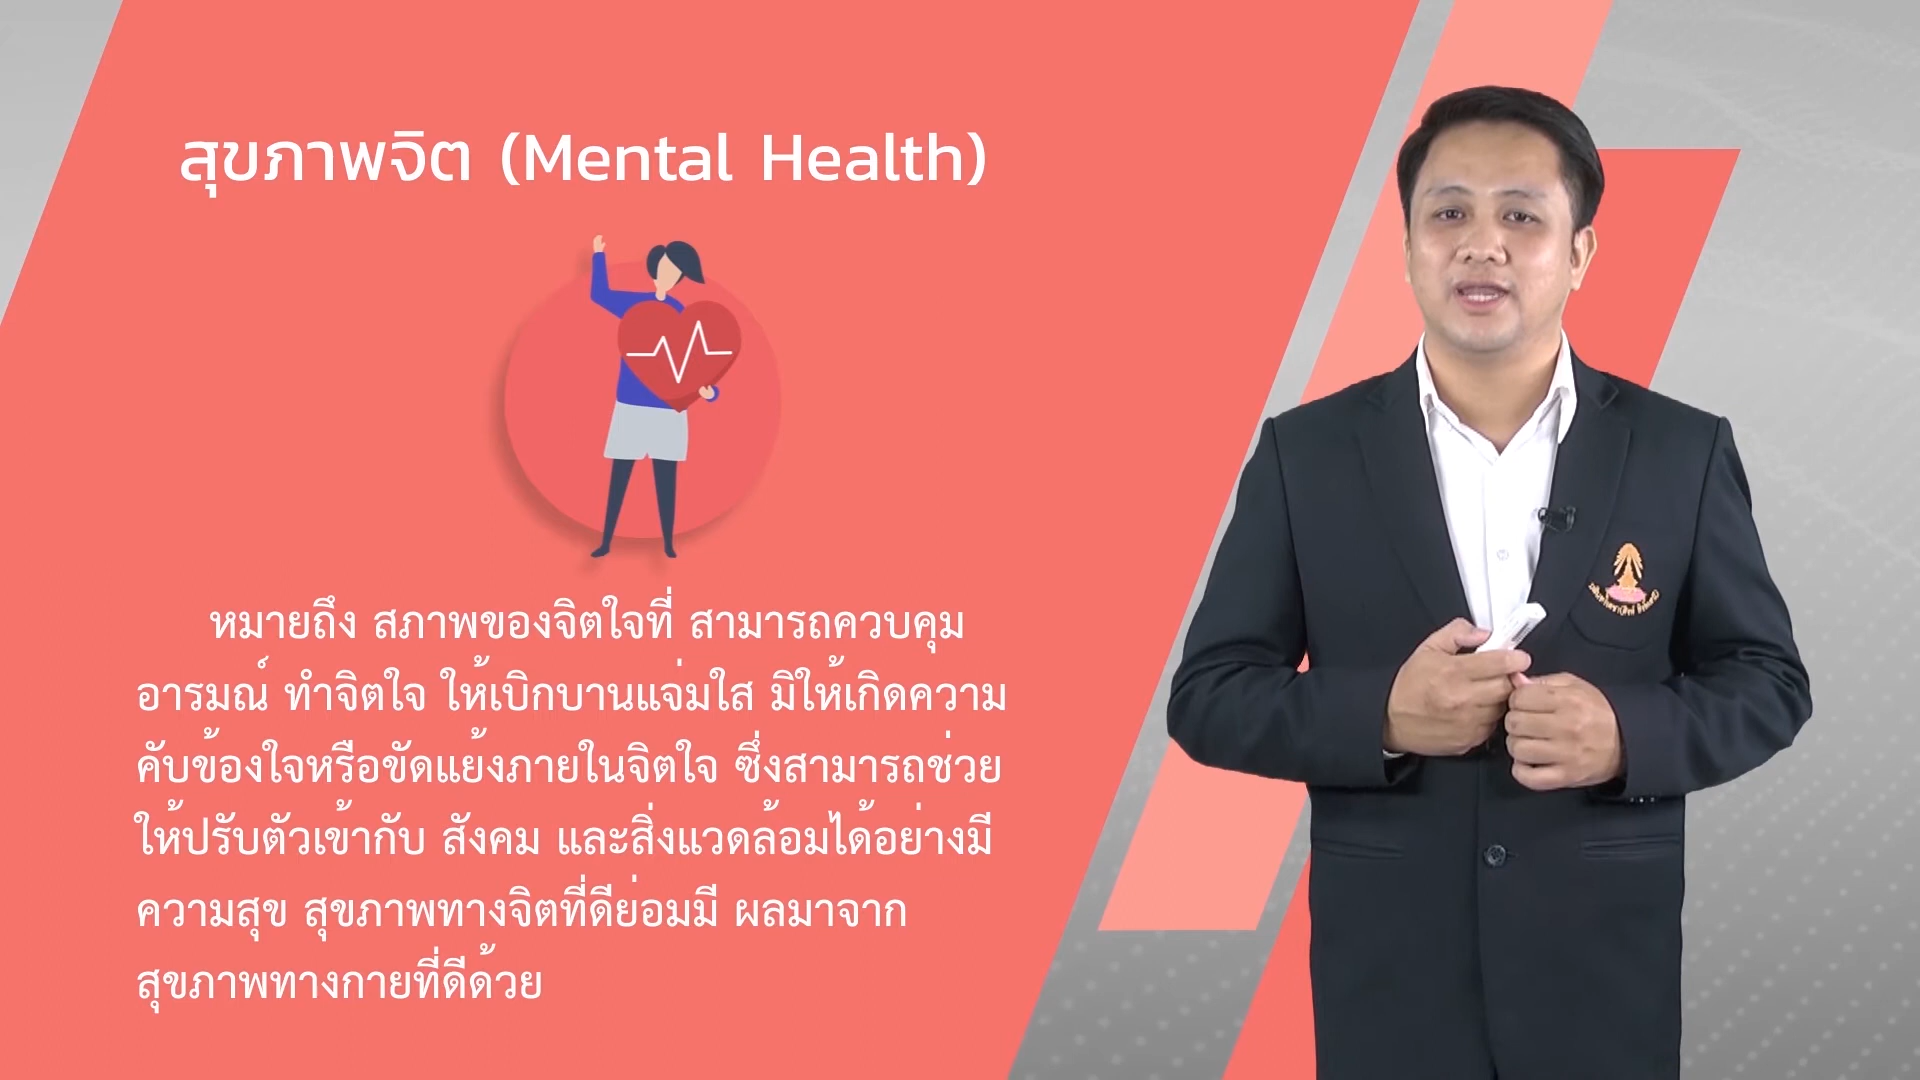 สุขภาพจิต (Mental Health)
หมายถึง สภาพของจิตใจที่ สามารถควบคุม
อารมณ์ ทำจิตใจ ให้เบิกบานแจ่มใส มิให้เกิดความ
คับข้องใจหรือขัดแย้งภายในจิตใจ ซึ่งสามารถช่วย
ให้ปรับตัวเข้ากับ สังคม และสิ่งแวดล้อมได้อย่างมี
ความสุข สุขภาพทางจิตที่ดีย่อมมี ผลมาจาก
สุขภาพทางกายที่ดีด้วย